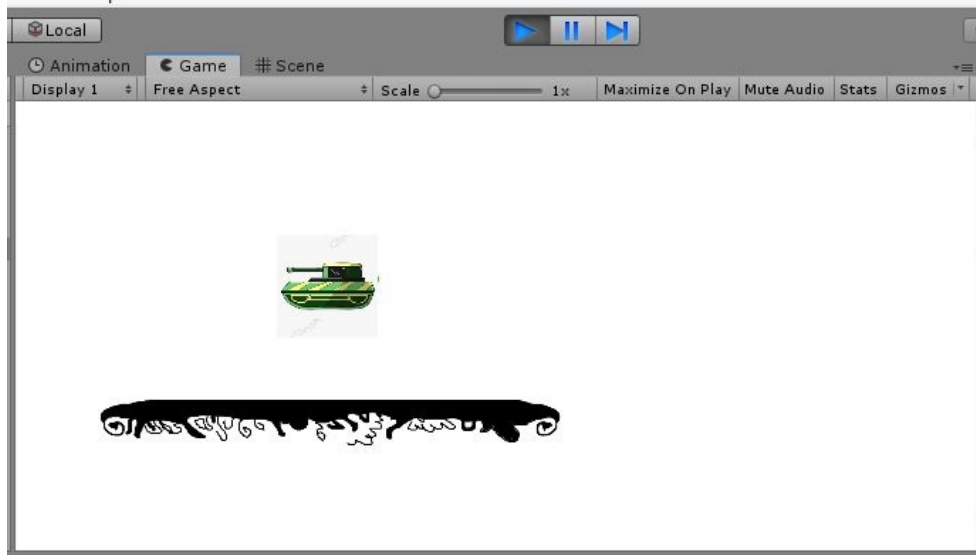 Local
Animation Game Scene
Display 1 Free Aspect Scale 1x Maximize On Play Mute Audio Stats Gizmos